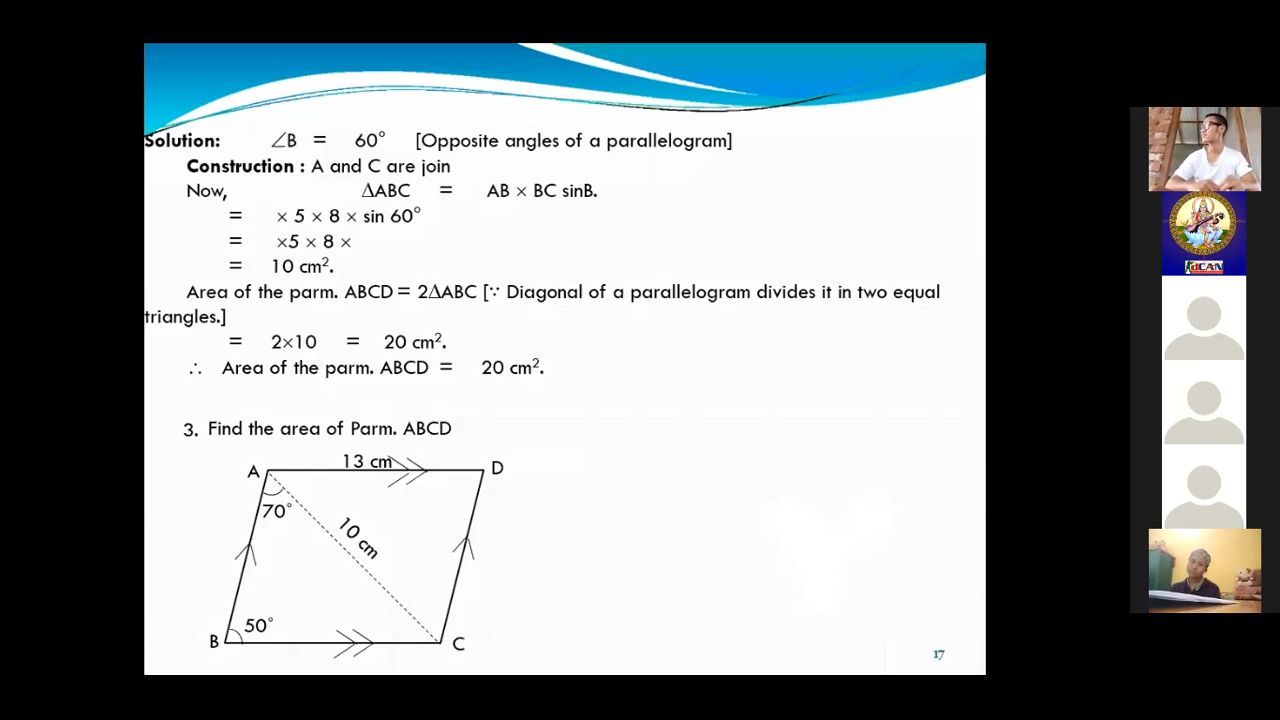 Solution: ∠B = 60° [Opposite angles of a parallelogram]
Construction : A and C are join
Now, ∆ABC = AB × BC sinB.
= × 5 × 8 × sin 60°
= ×5 × 8 ×
= 10 cm².
Area of the parm. ABCD = 2∆ABC [∵ Diagonal of a parallelogram divides it in two equal
triangles.]
= 2×10 = 20 cm².
∴ Area of the parm. ABCD = 20 cm².
3. Find the area of Parm. ABCD
13 cm
A
D
70°
10 cm
50°
B
C
17